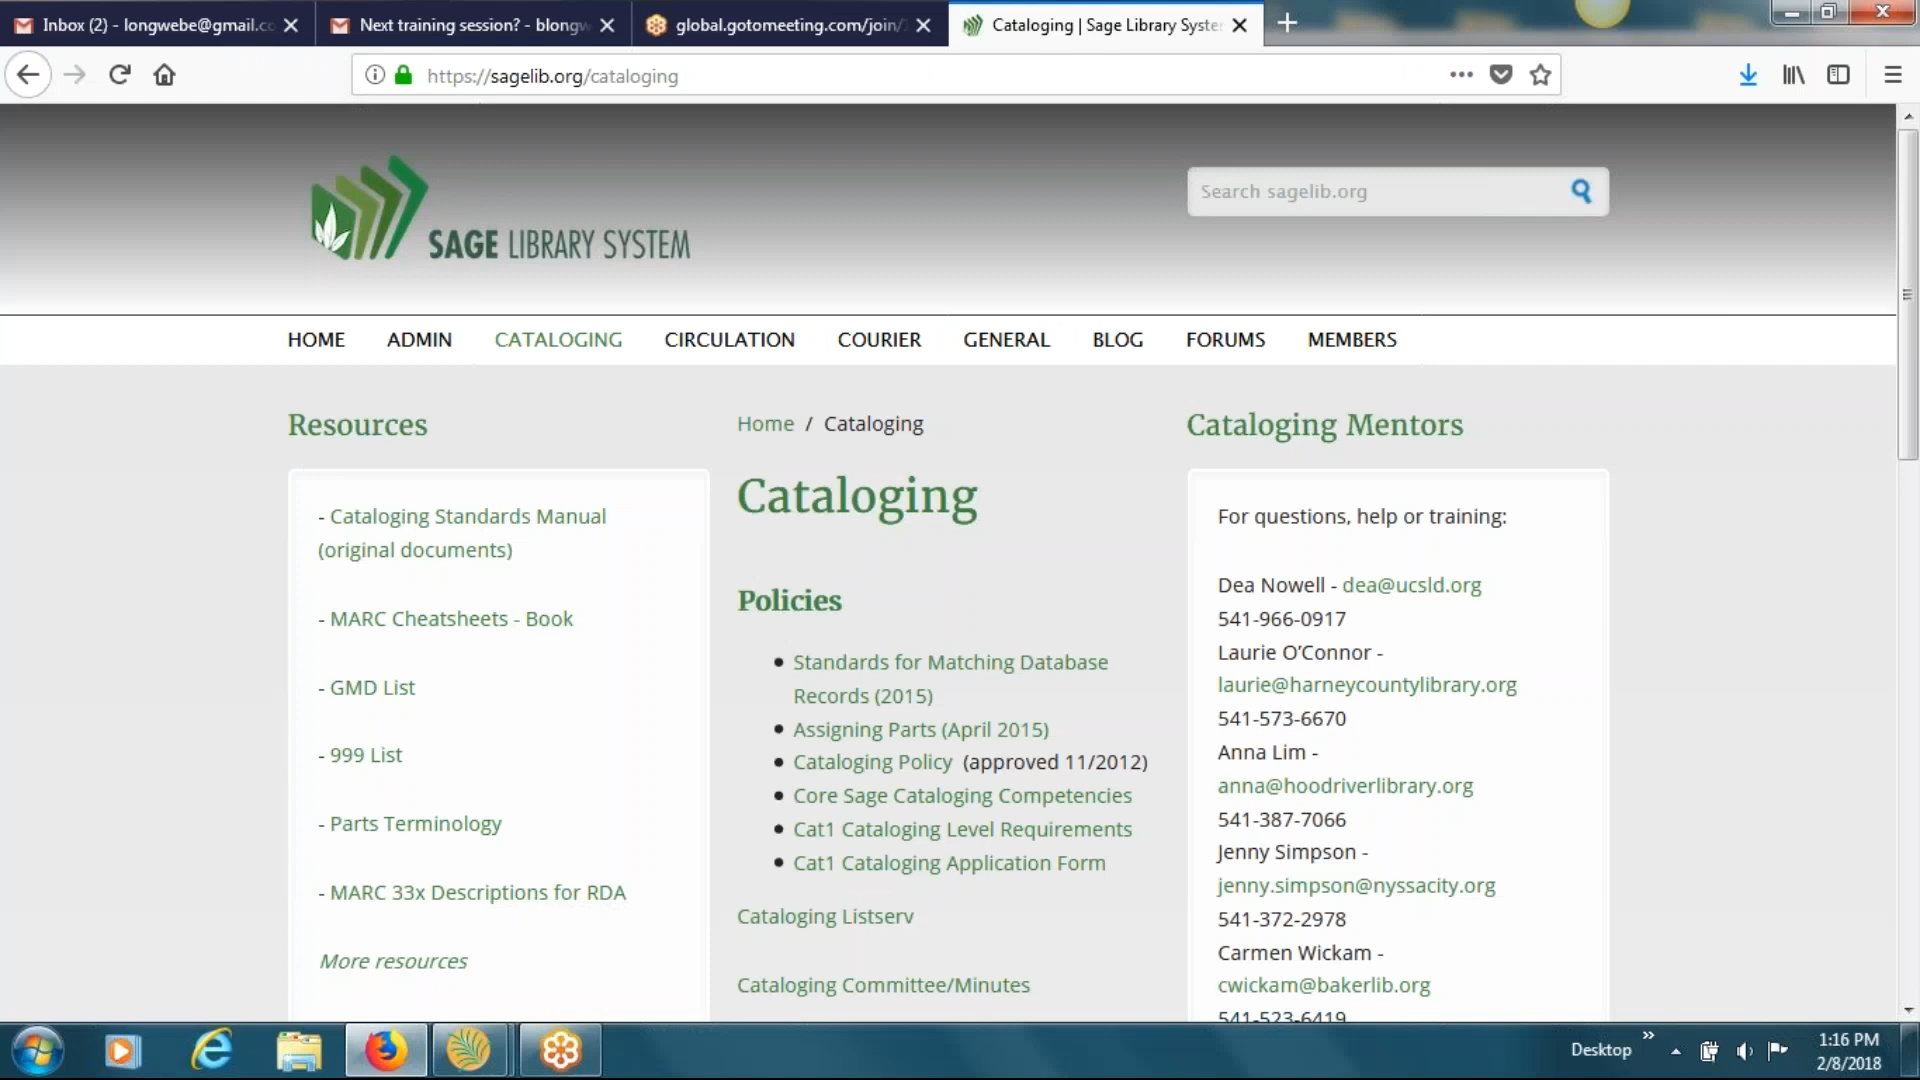 Inbox (2) - longwebe@gmail.co
Next training session? - blongw
global.gotomeeting.com/join/
Cataloging | Sage Library Syste
https://sagelib.org/cataloging
SAGE LIBRARY SYSTEM
Search sagelib.org
HOME
ADMIN
CATALOGING
CIRCULATION
COURIER
GENERAL
BLOG
FORUMS
MEMBERS
Resources
- Cataloging Standards Manual
(original documents)
- MARC Cheatsheets - Book
- GMD List
- 999 List
- Parts Terminology
- MARC 33x Descriptions for RDA
More resources
Home / Cataloging
Cataloging
Policies
Standards for Matching Database
Records (2015)
Assigning Parts (April 2015)
Cataloging Policy (approved 11/2012)
Core Sage Cataloging Competencies
Cat1 Cataloging Level Requirements
Cat1 Cataloging Application Form
Cataloging Listserv
Cataloging Committee/Minutes
Cataloging Mentors
For questions, help or training:
Dea Nowell - dea@ucsld.org
541-966-0917
Laurie O'Connor -
laurie@harneycountylibrary.org
541-573-6670
Anna Lim -
anna@hoodriverlibrary.org
541-387-7066
Jenny Simpson -
jenny.simpson@nyssacity.org
541-372-2978
Carmen Wickam -
cwickam@bakerlib.org
541-523-6419
Desktop
1:16 PM
2/8/2018